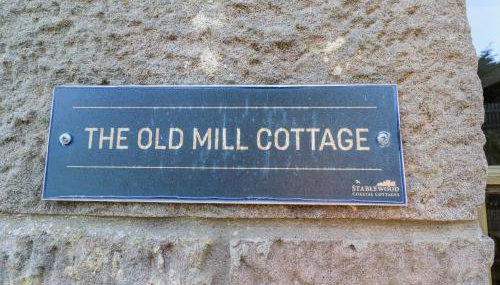 THE OLD MILL COTTAGE
STABLEWOOD
COASTAL COTTAGES